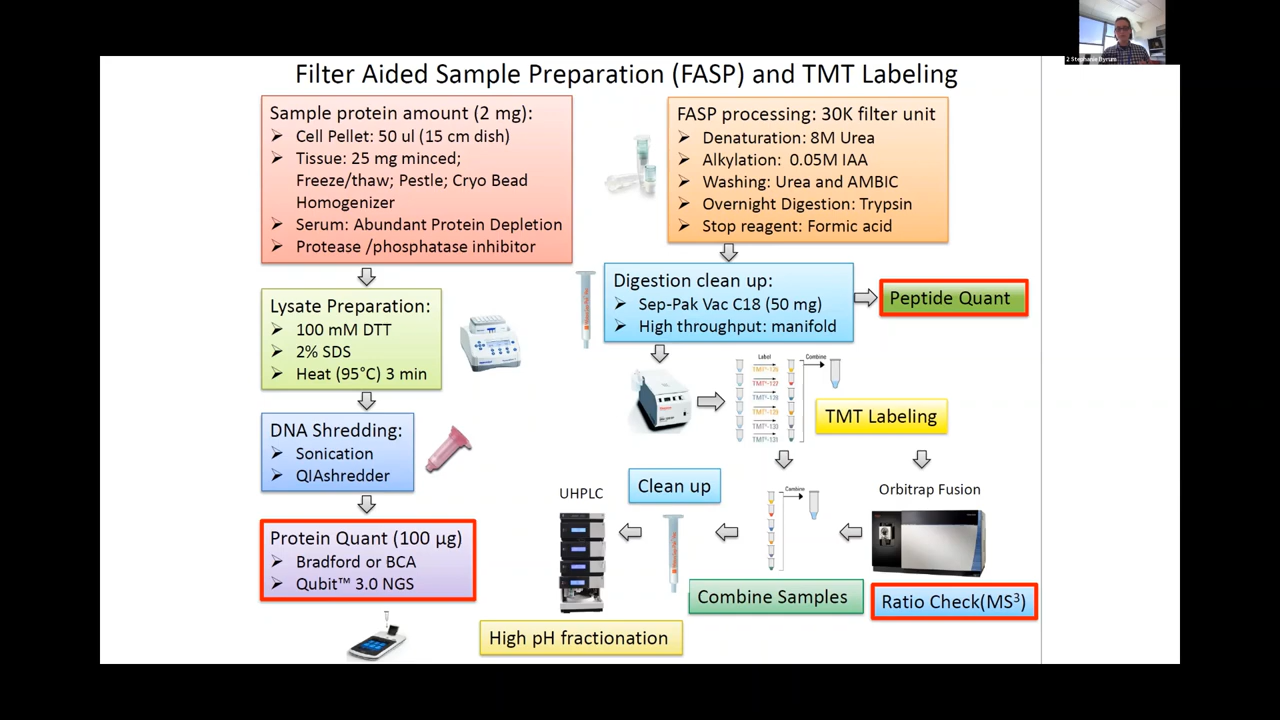 2 Stephanie Byrum
Filter Aided Sample Preparation (FASP) and TMT Labeling
Sample protein amount (2 mg):
➢ Cell Pellet: 50 ul (15 cm dish)
➢ Tissue: 25 mg minced;
Freeze/thaw; Pestle; Cryo Bead
Homogenizer
➢ Serum: Abundant Protein Depletion
➢ Protease /phosphatase inhibitor
Lysate Preparation:
➢ 100 mM DTT
➢ 2% SDS
➢ Heat (95°C) 3 min
DNA Shredding:
➢ Sonication
➢ QIAshredder
Protein Quant (100 µg)
➢ Bradford or BCA
➢ Qubit™ 3.0 NGS
FASP processing: 30K filter unit
➢ Denaturation: 8M Urea
➢ Alkylation: 0.05M IAA
➢ Washing: Urea and AMBIC
➢ Overnight Digestion: Trypsin
➢ Stop reagent: Formic acid
Digestion clean up:
➢ Sep-Pak Vac C18 (50 mg)
➢ High throughput: manifold
Peptide Quant
Label
Combine
TMT Labeling
Orbitrap Fusion
Ratio Check(MS³)
Combine
Combine Samples
Clean up
UHPLC
High pH fractionation